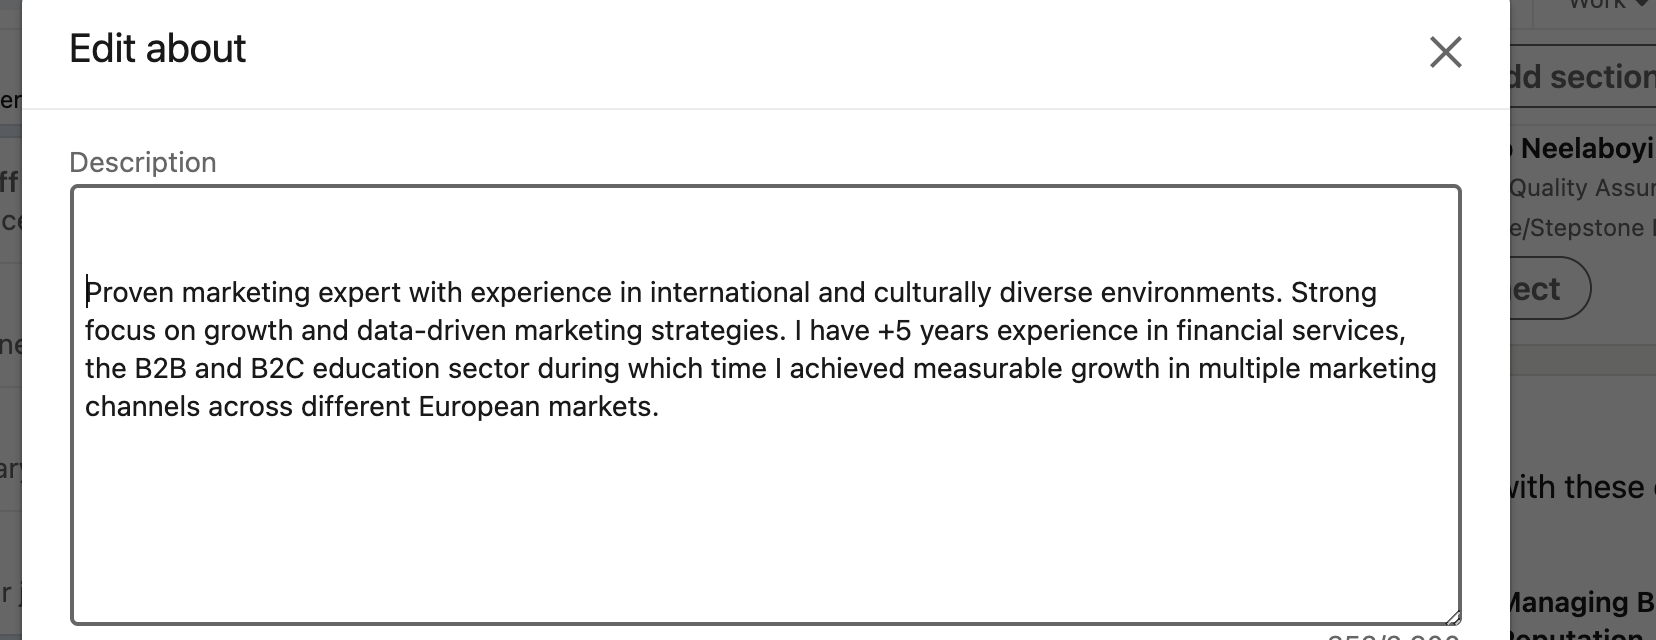 Work
Edit about
dd section
er
Description
Neelaboyi
ff
Quality Assur
ce
e/Stepstone
Proven marketing expert with experience in international and culturally diverse environments. Strong
ect
focus on growth and data-driven marketing strategies. I have +5 years experience in financial services,
ne
the B2B and B2C education sector during which time I achieved measurable growth in multiple marketing
channels across different European markets.
ary
with these
r j
Managing B